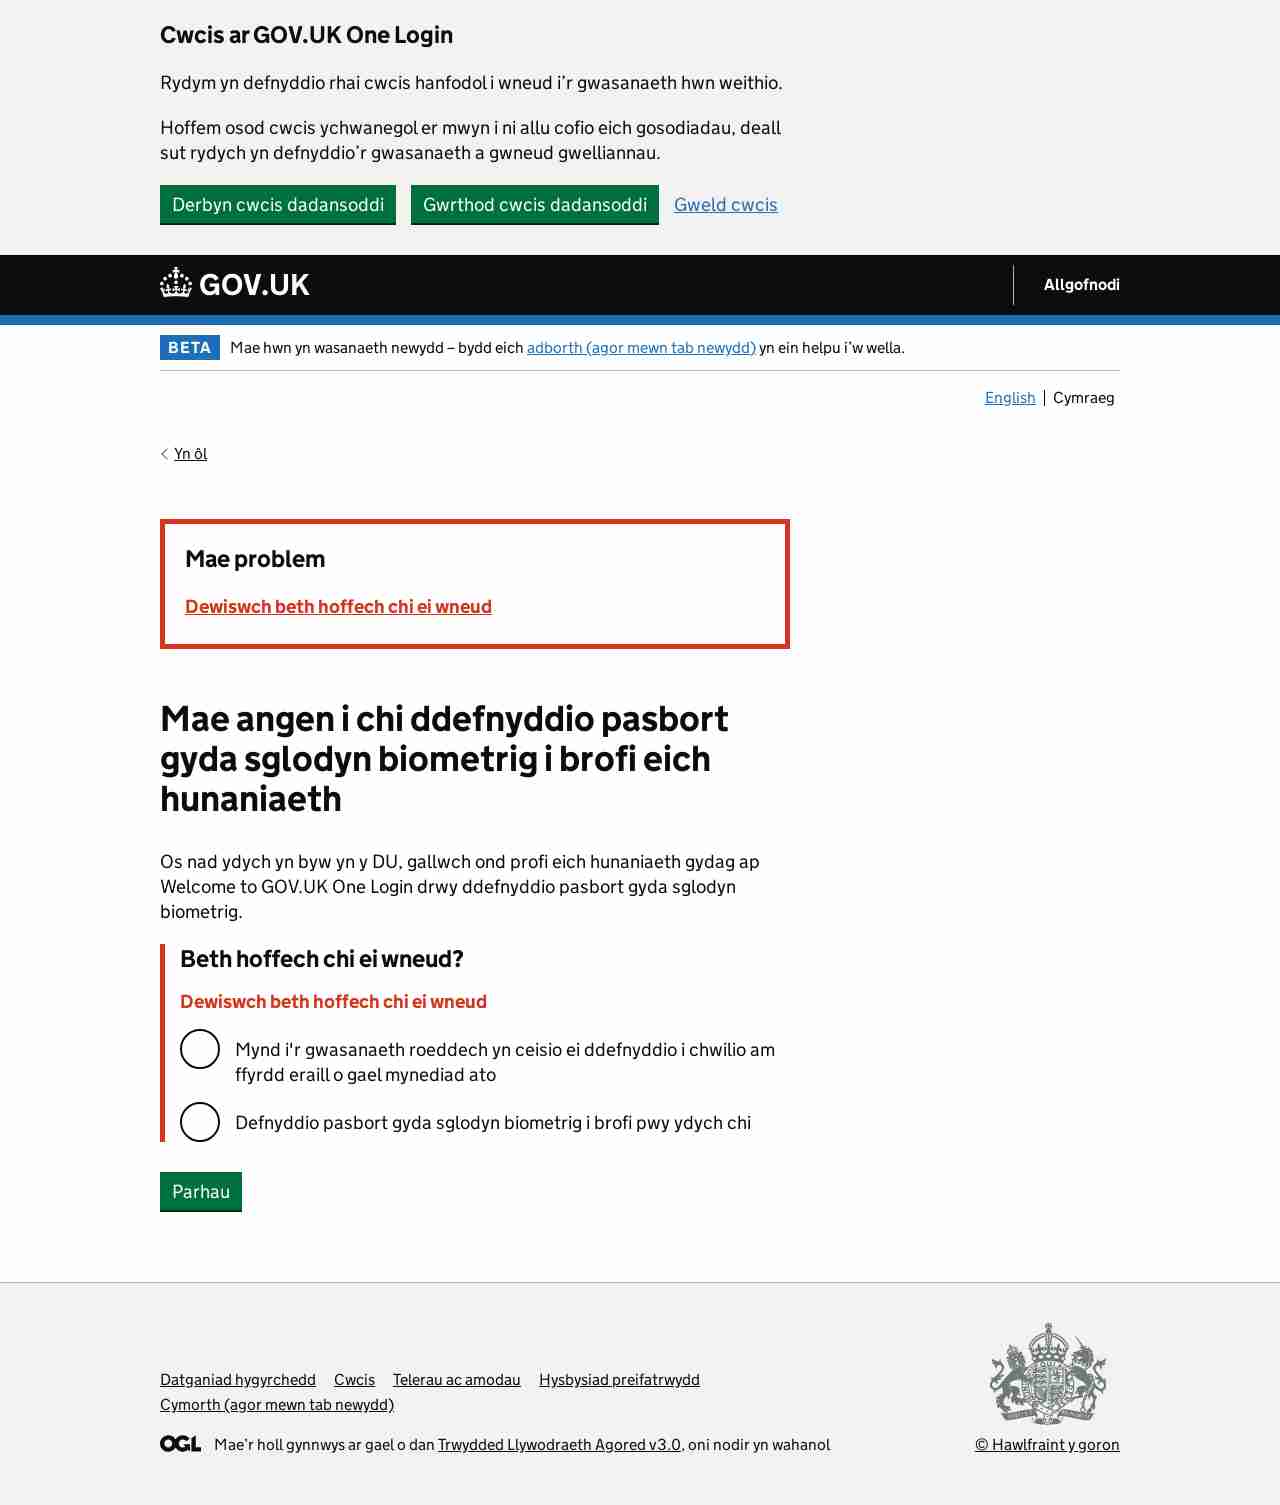 Cwcis ar GOV.UK One Login
Rydym yn defnyddio rhai cwcis hanfodol i wneud i’r gwasanaeth hwn weithio.
Hoffem osod cwcis ychwanegol er mwyn i ni allu cofio eich gosodiadau, deall
sut rydych yn defnyddio’r gwasanaeth a gwneud gwelliannau.
Derbyn cwcis dadansoddi Gwrthod cwcis dadansoddi Gweld cwcis
GOV.UK Allgofnodi
BETA Mae hwn yn wasanaeth newydd – bydd eich adborth (agor mewn tab newydd) yn ein helpu i’w wella.
English Cymraeg
Yn ôl
Mae problem
Dewiswch beth hoffech chi ei wneud
Mae angen i chi ddefnyddio pasbort
gyda sglodyn biometrig i brofi eich
hunaniaeth
Os nad ydych yn byw yn y DU, gallwch ond profi eich hunaniaeth gydag ap
Welcome to GOV.UK One Login drwy ddefnyddio pasbort gyda sglodyn
biometrig.
Beth hoffech chi ei wneud?
Dewiswch beth hoffech chi ei wneud
Mynd i'r gwasanaeth roeddech yn ceisio ei ddefnyddio i chwilio am
ffyrdd eraill o gael mynediad ato
Defnyddio pasbort gyda sglodyn biometrig i brofi pwy ydych chi
Parhau
Datganiad hygyrchedd Cwcis Telerau ac amodau Hysbysiad preifatrwydd
Cymorth (agor mewn tab newydd)
OGL Mae’r holl gynnwys ar gael o dan Trwydded Llywodraeth Agored v3.0, oni nodir yn wahanol
© Hawlfraint y goron